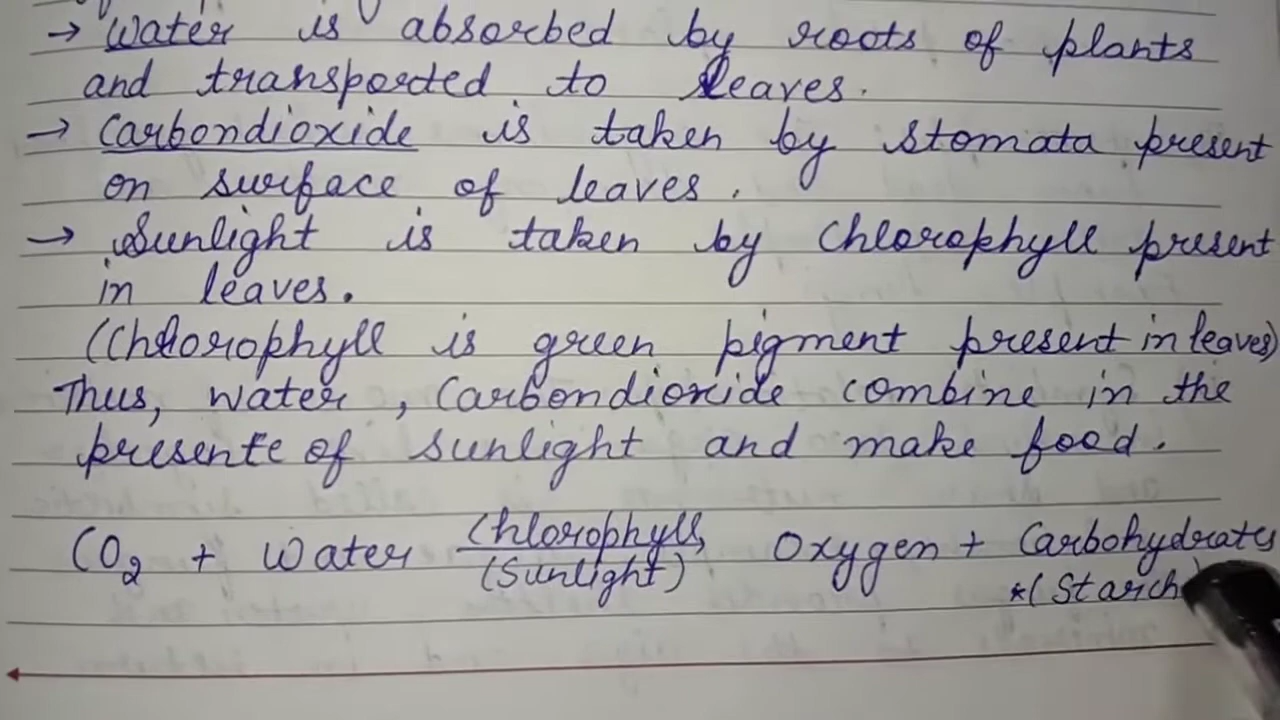 → Water is absorbed by roots of plants
and transported to leaves.
→ Carbondioxide is taken by stomata present
on surface of leaves.
→ Sunlight is taken by Chlorophyll present
in leaves.
(Chlorophyll is green pigment present in leaves)
Thus, water, Carbondioxide combine in the
presente of sunlight and make food.
CO₂ + Water Chlorophyll Oxygen + Carbohydrates
(Sunlight) *(Starch)